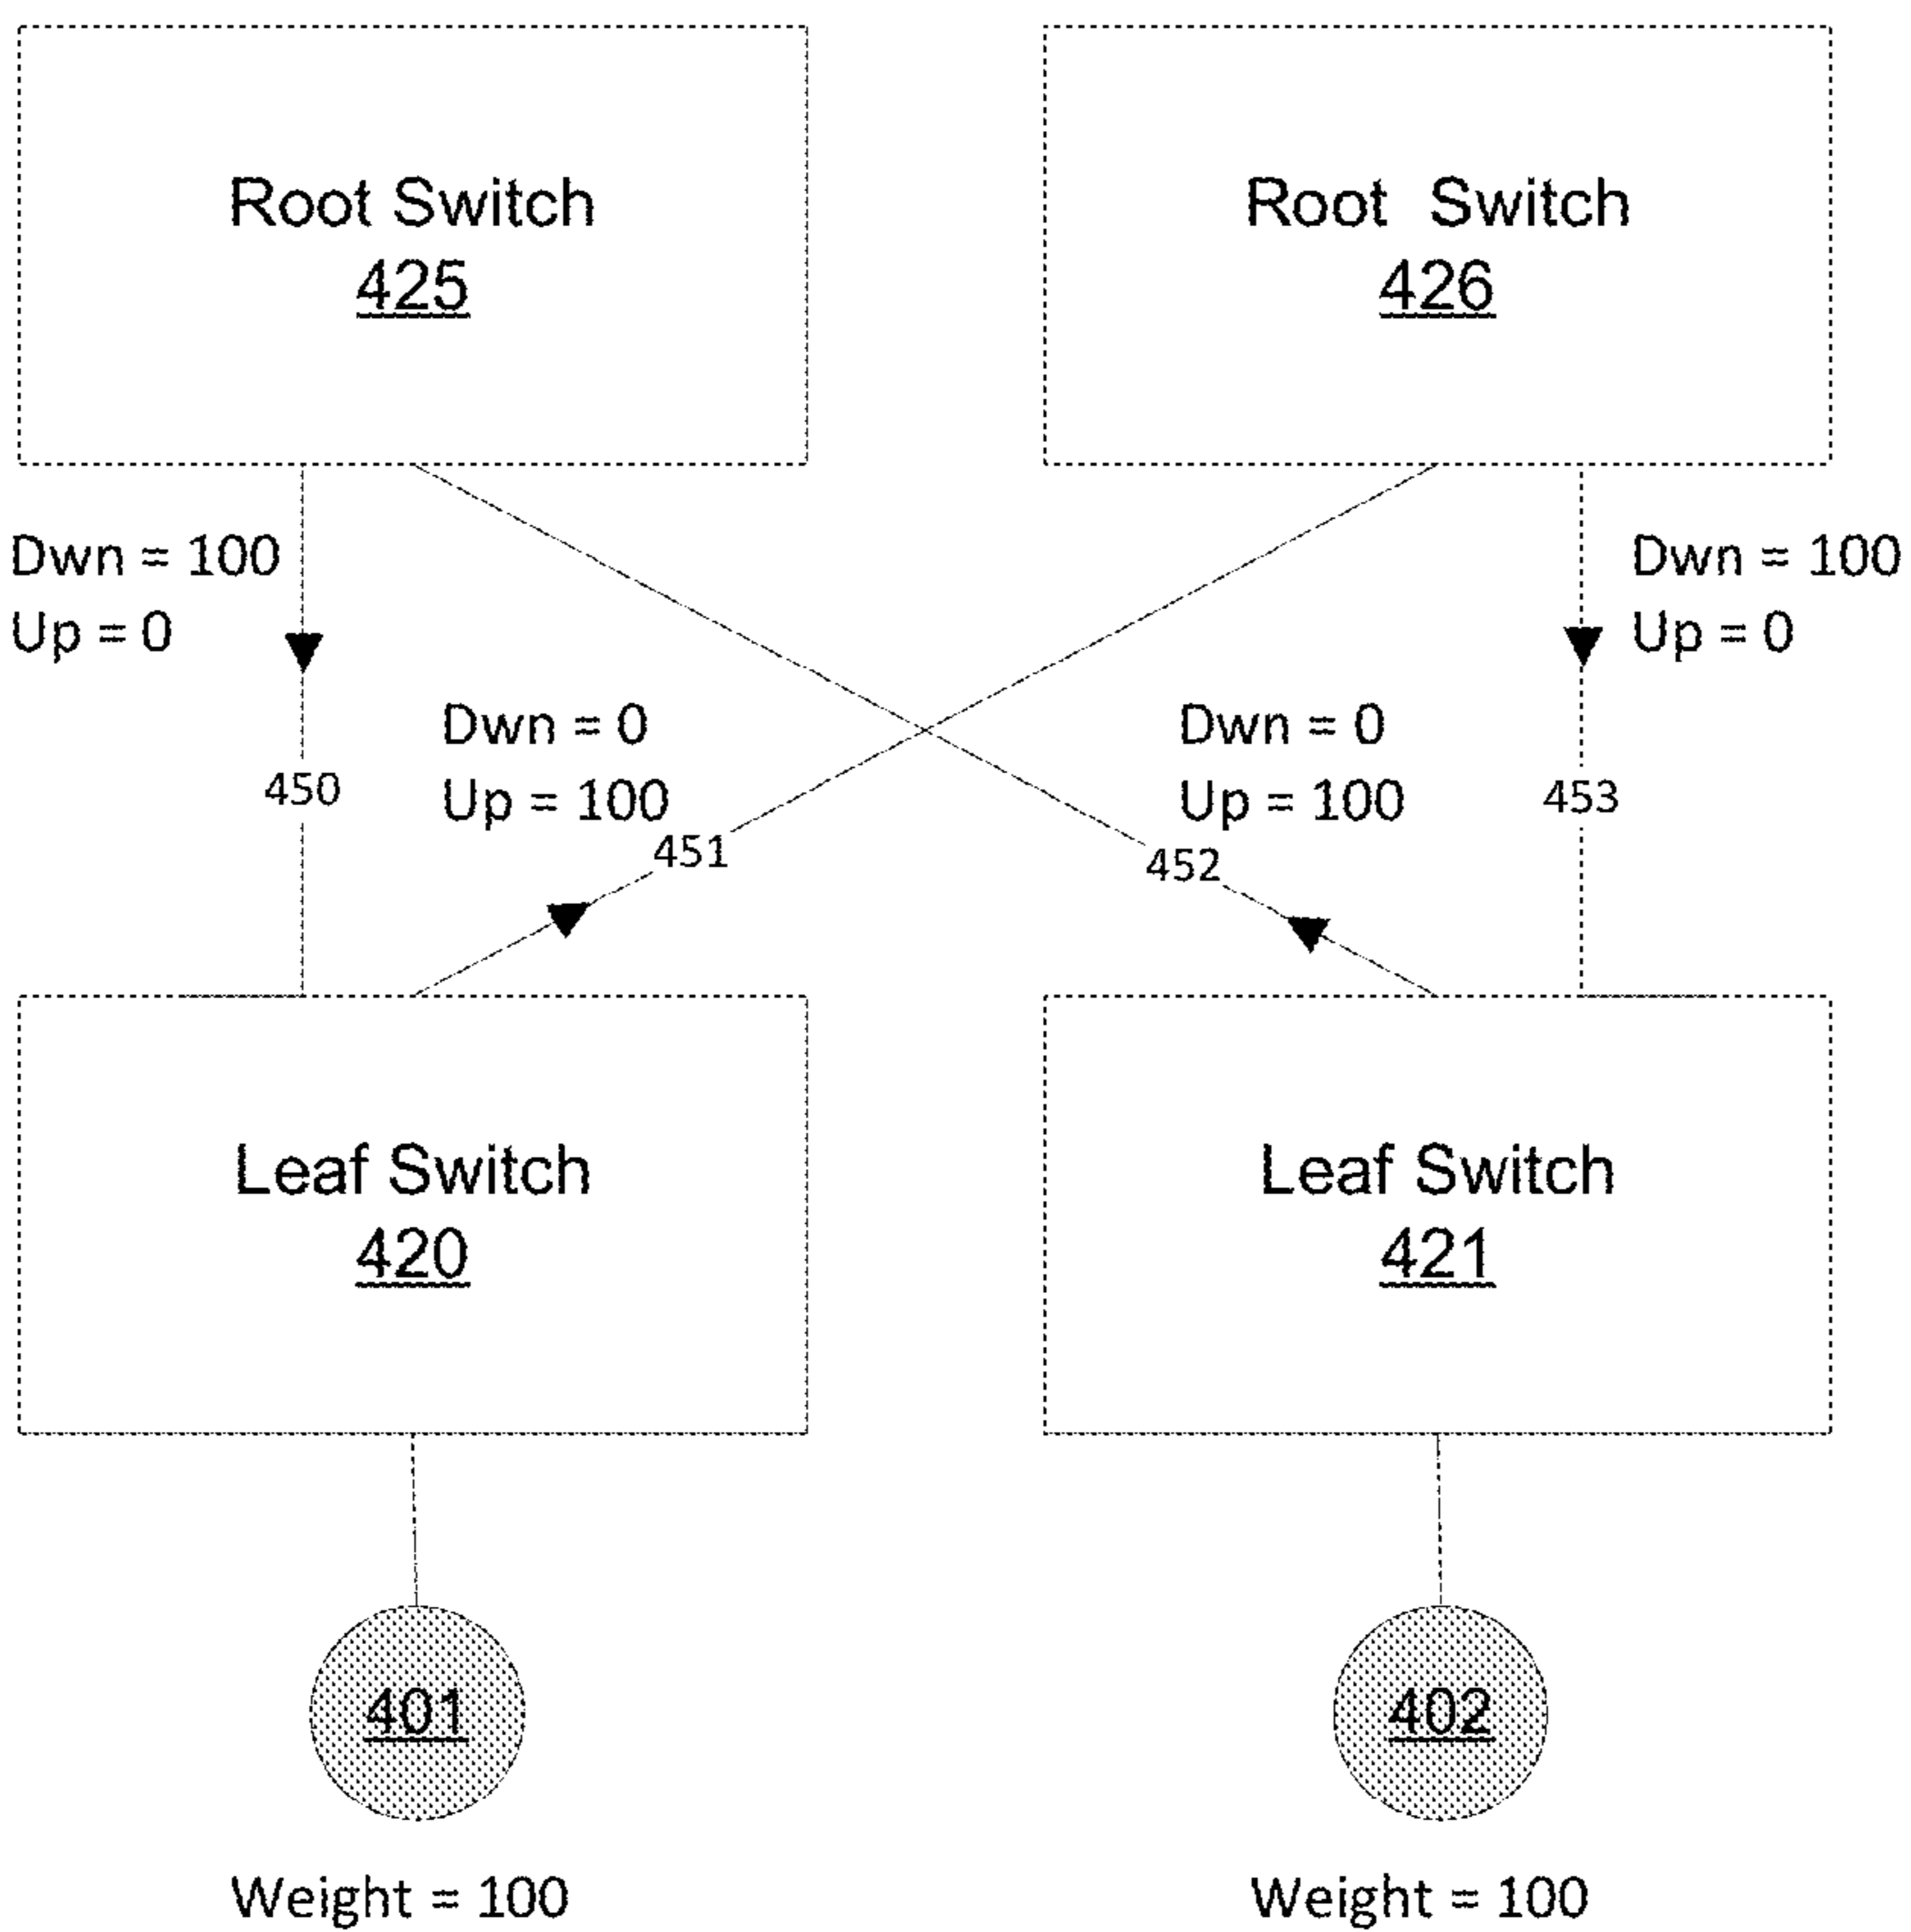 Root Switch
425
Root Switch
426
Dwn = 100
Up = 0
Dwn = 100
Up = 0
Dwn = 0
Up = 100
Dwn = 0
Up = 100
450
453
451
452
Leaf Switch
420
Leaf Switch
421
401
402
Weight = 100
Weight = 100